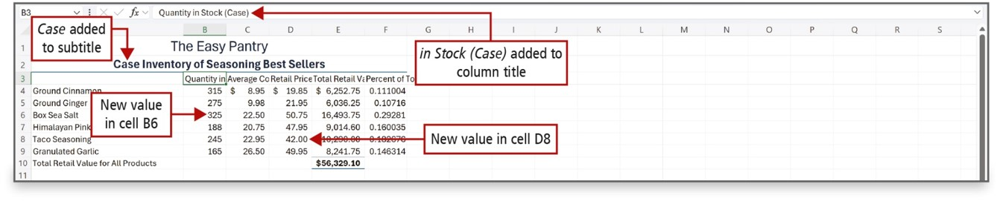 B3 fx Quantity in Stock (Case)
Case added
to subtitle
A B C D E F G H I J K L M N O P Q R S
1 The Easy Pantry
in Stock (Case) added to
column title
2 Case Inventory of Seasoning Best Sellers
3 Quantity in Average Co Retail Price Total Retail Va Percent of To
4 Ground Cinnamon 315 $ 8.95 $ 19.85 $ 6,252.75 0.111004
5 Ground Ginger 275 9.98 21.95 6,036.25 0.10716
New value
in cell B6
6 Box Sea Salt 325 22.50 50.75 16,493.75 0.29281
7 Himalayan Pink 188 20.75 47.95 9,014.60 0.160035
8 Taco Seasoning 245 22.95 42.00
New value in cell D8
9 Granulated Garlic 165 26.50 49.95 8,241.75 0.146314
10 Total Retail Value for All Products $56,329.10
11